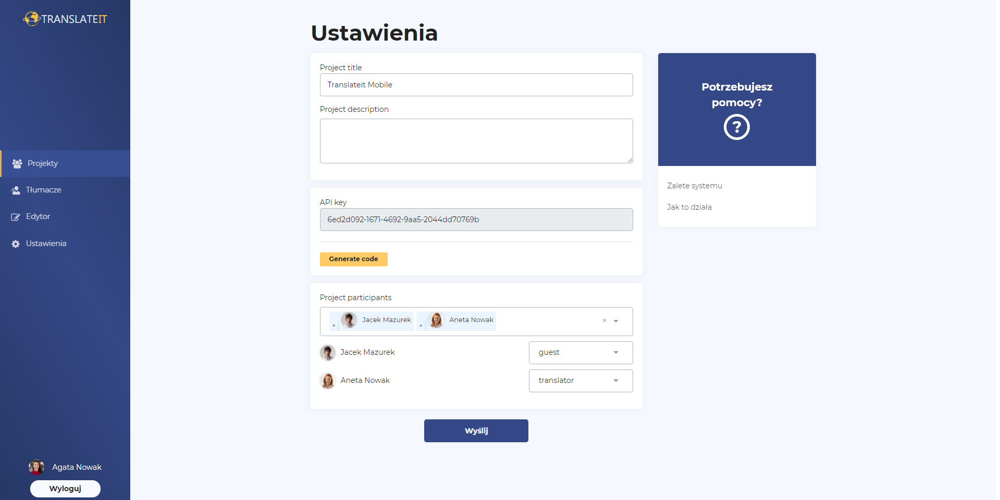 TRANSLATEIT
Projekty
Tłumacze
Edytor
Ustawienia
Agata Nowak
Wyloguj
Ustawienia
Project title
Translateit Mobile
Project description
API key
6ed2d092-1671-4692-9aa5-2044dd70769b
Generate code
Project participants
× Jacek Mazurek × Aneta Nowak ×
Jacek Mazurek guest
Aneta Nowak translator
Wyślij
Potrzebujesz
pomocy?
?
Zalete systemu
Jak to działa